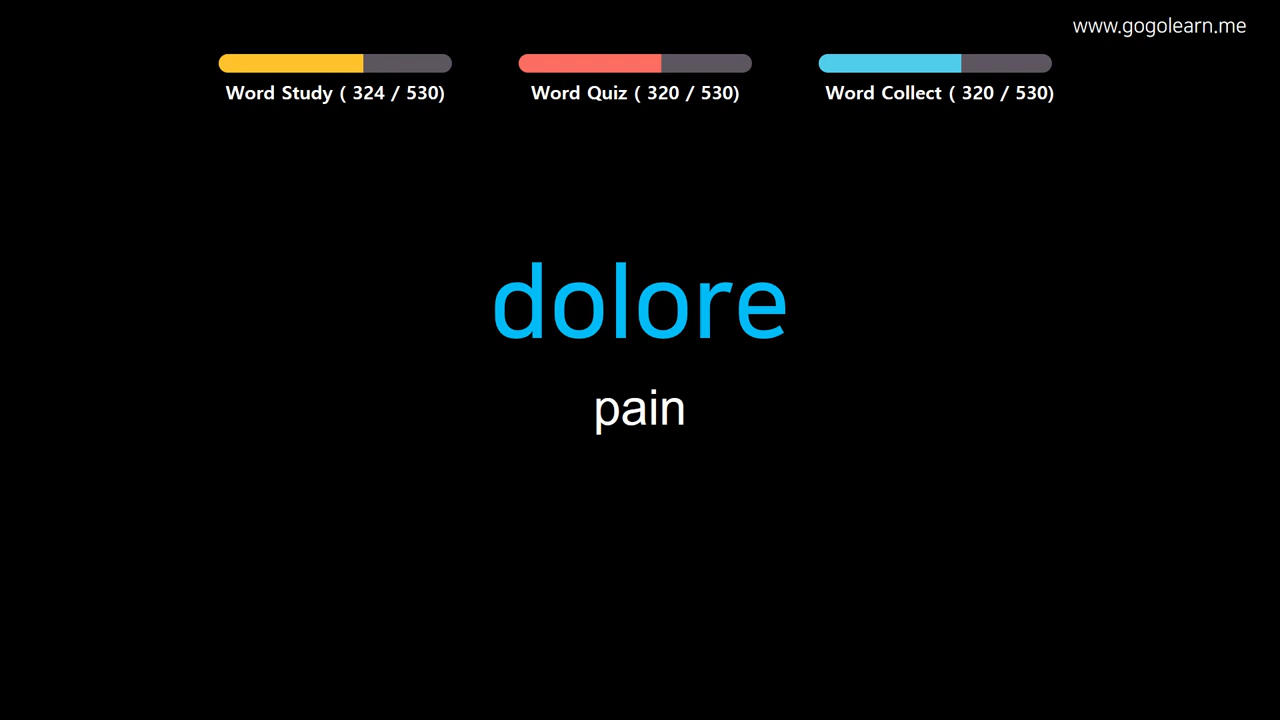 www.gogolearn.me
Word Study ( 324 / 530)
Word Quiz ( 320 / 530)
Word Collect ( 320 / 530)
dolore
pain